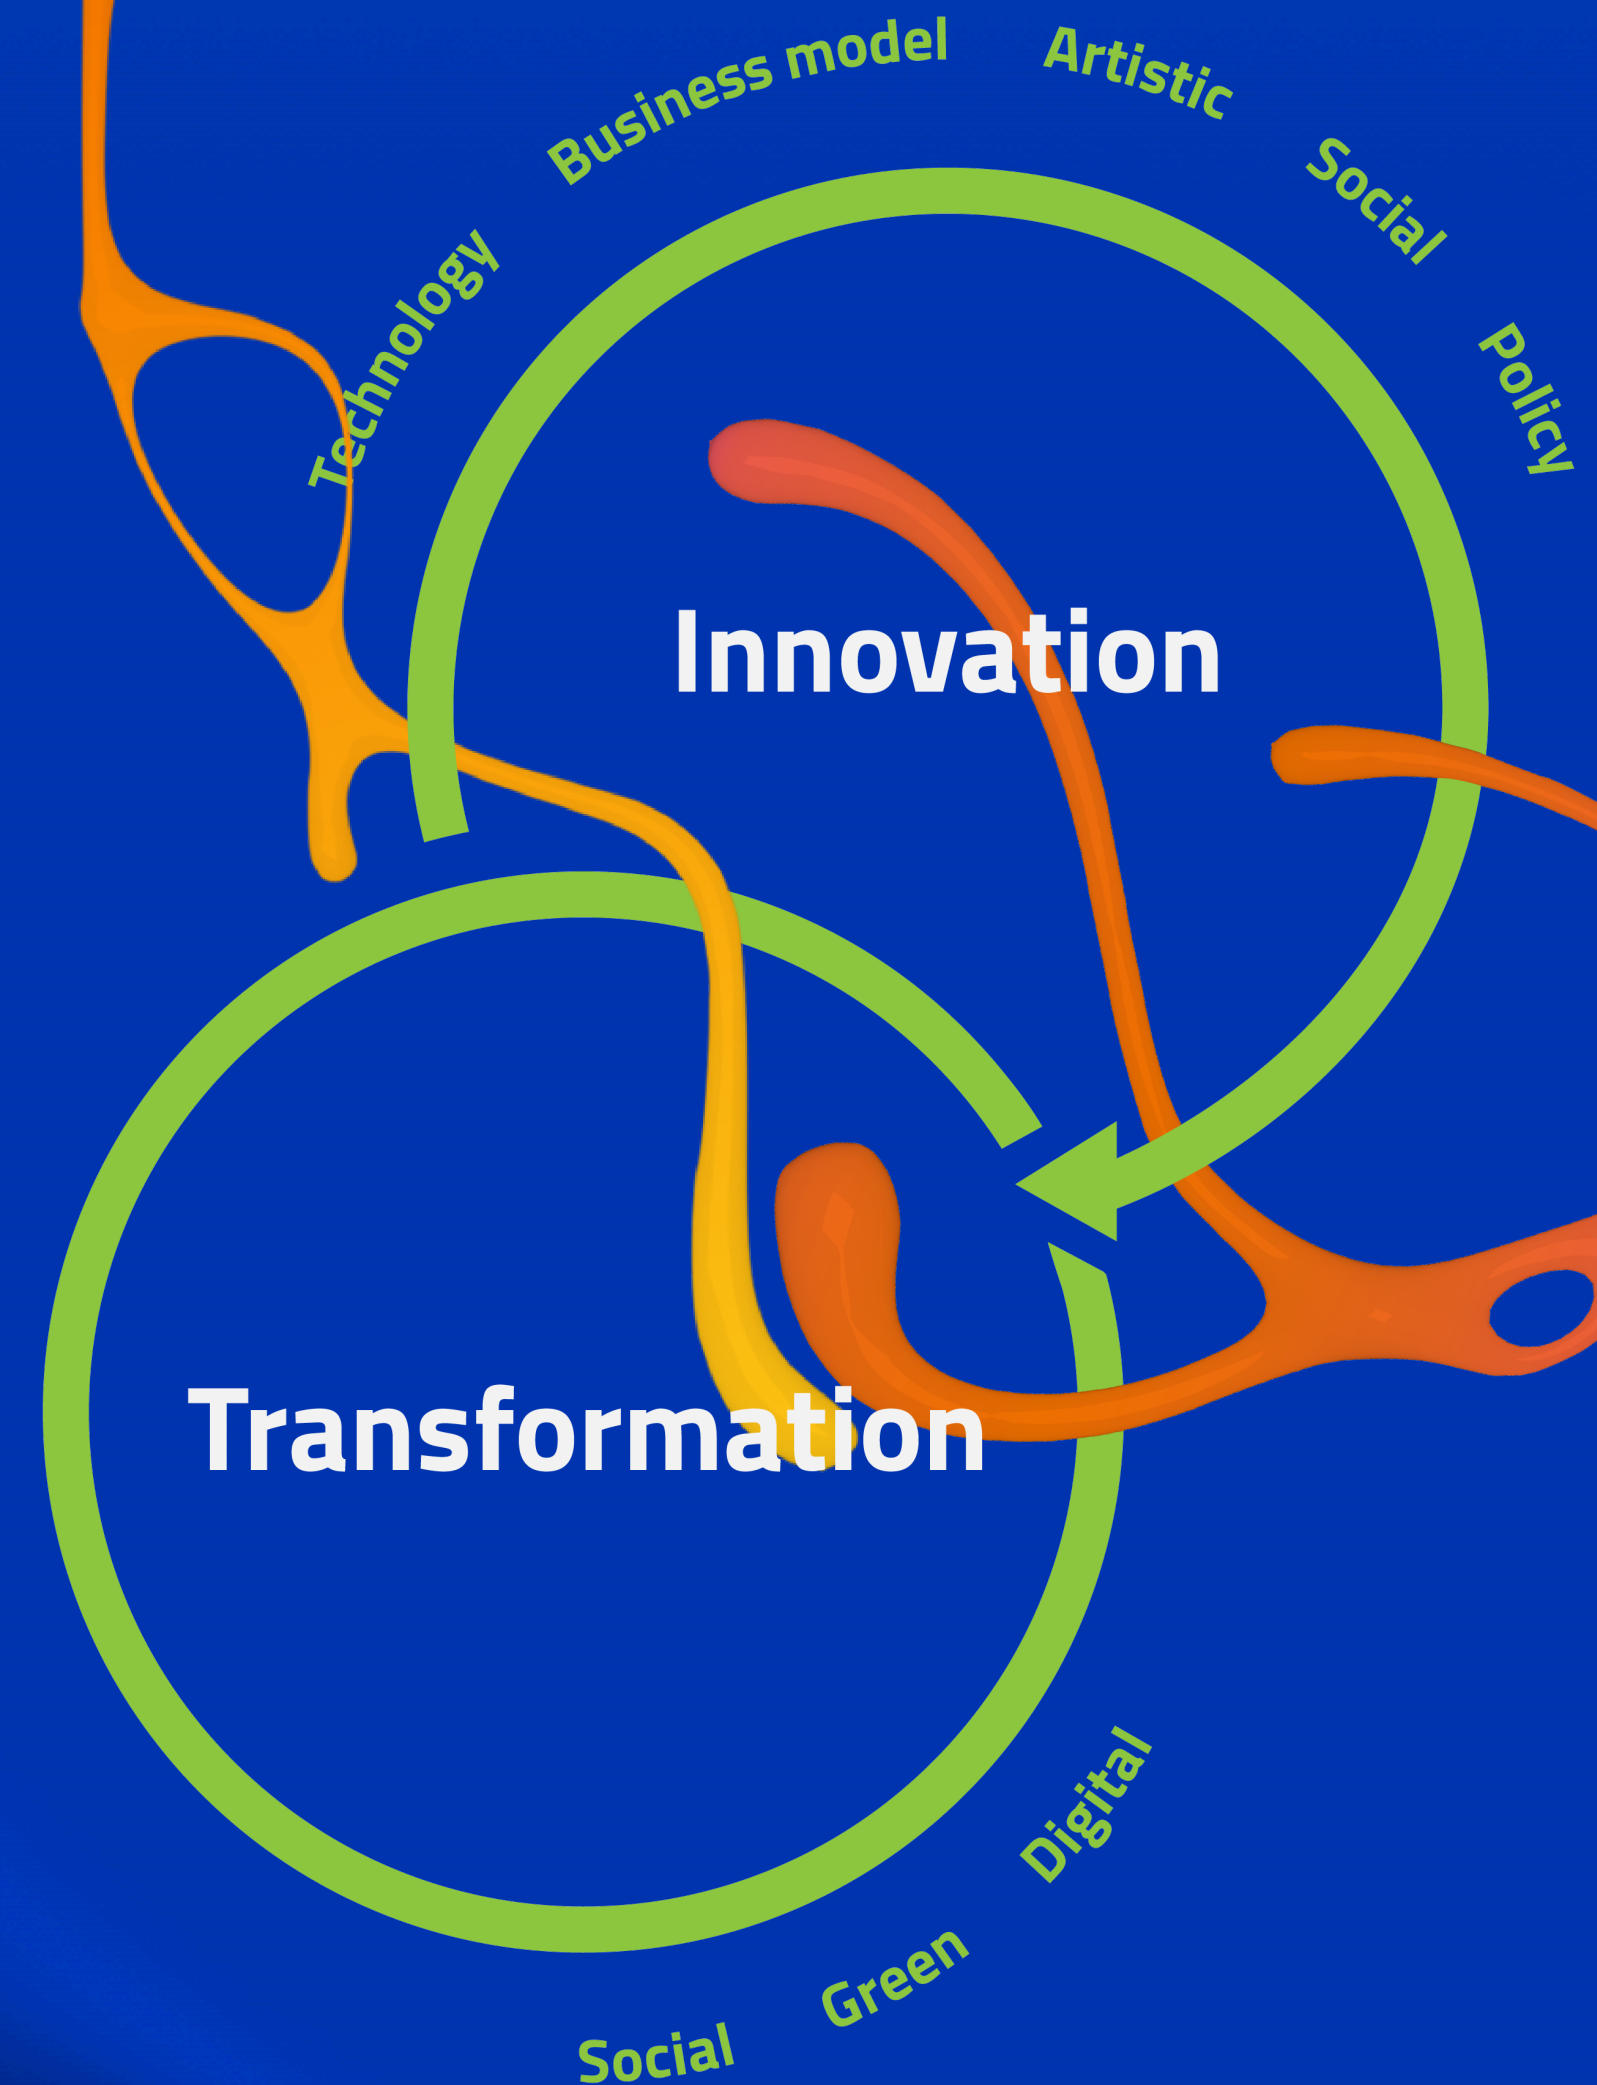 Technology
Business model
Artistic
Social
Policy
Innovation
Transformation
Digital
Green
Social